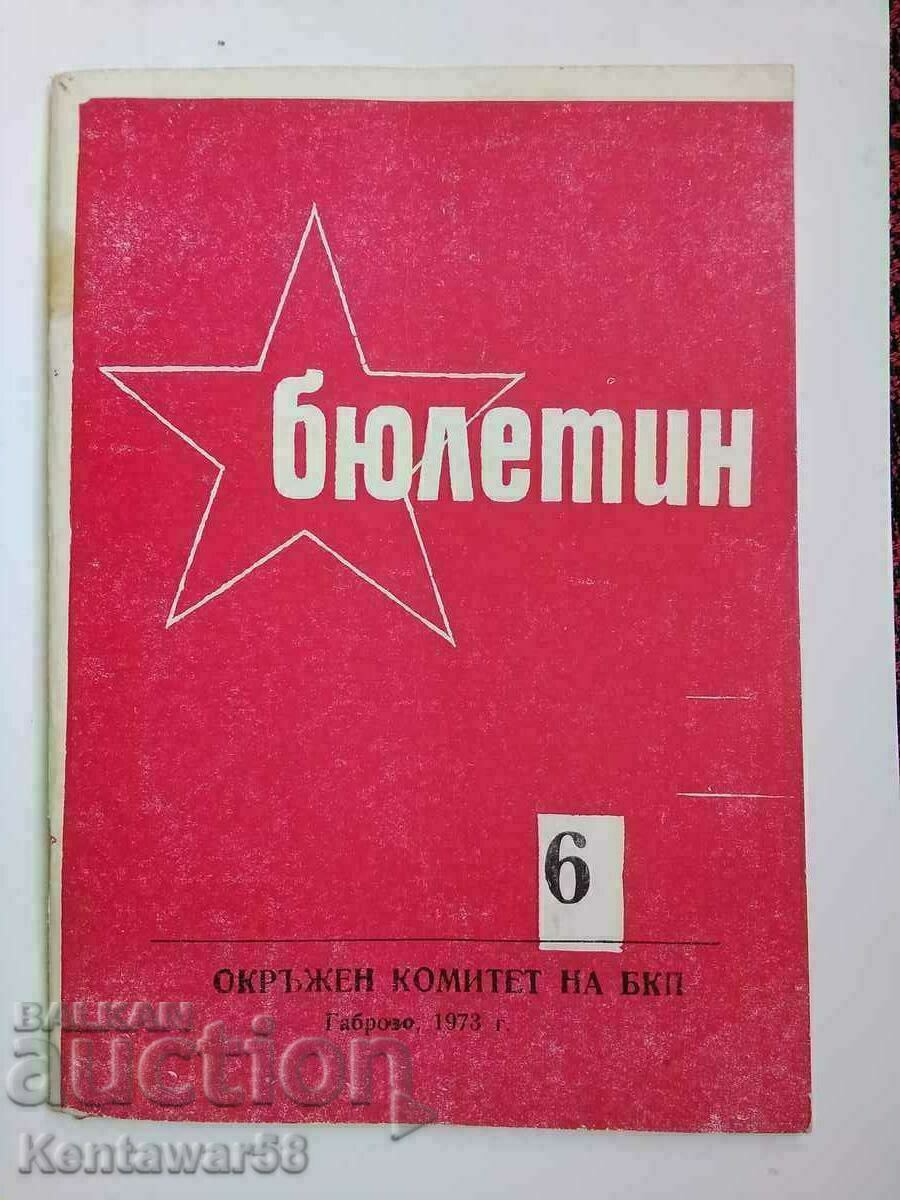 бюлетин
6
ОКРЪЖЕН КОМИТЕТ НА БКП
Габрово, 1973 г.
BALKAN
auction
Kentawar58